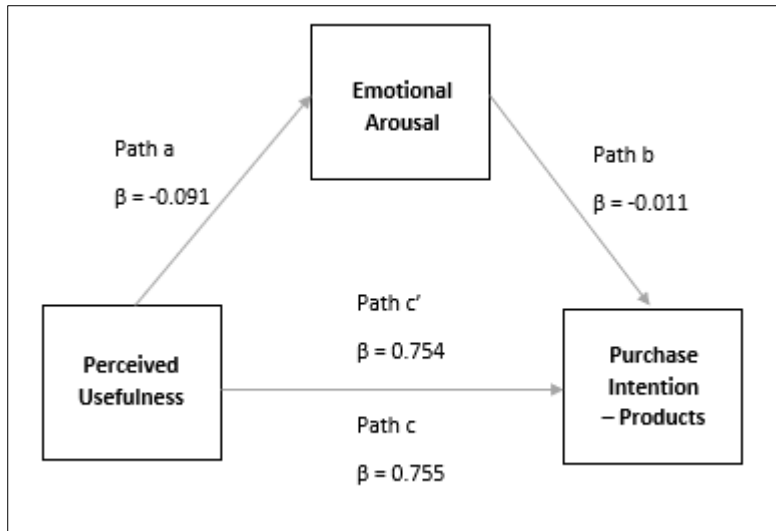 Emotional
Arousal
Path a
β = -0.091
Path b
β = -0.011
Path c’
β = 0.754
Perceived
Usefulness
Purchase
Intention
– Products
Path c
β = 0.755